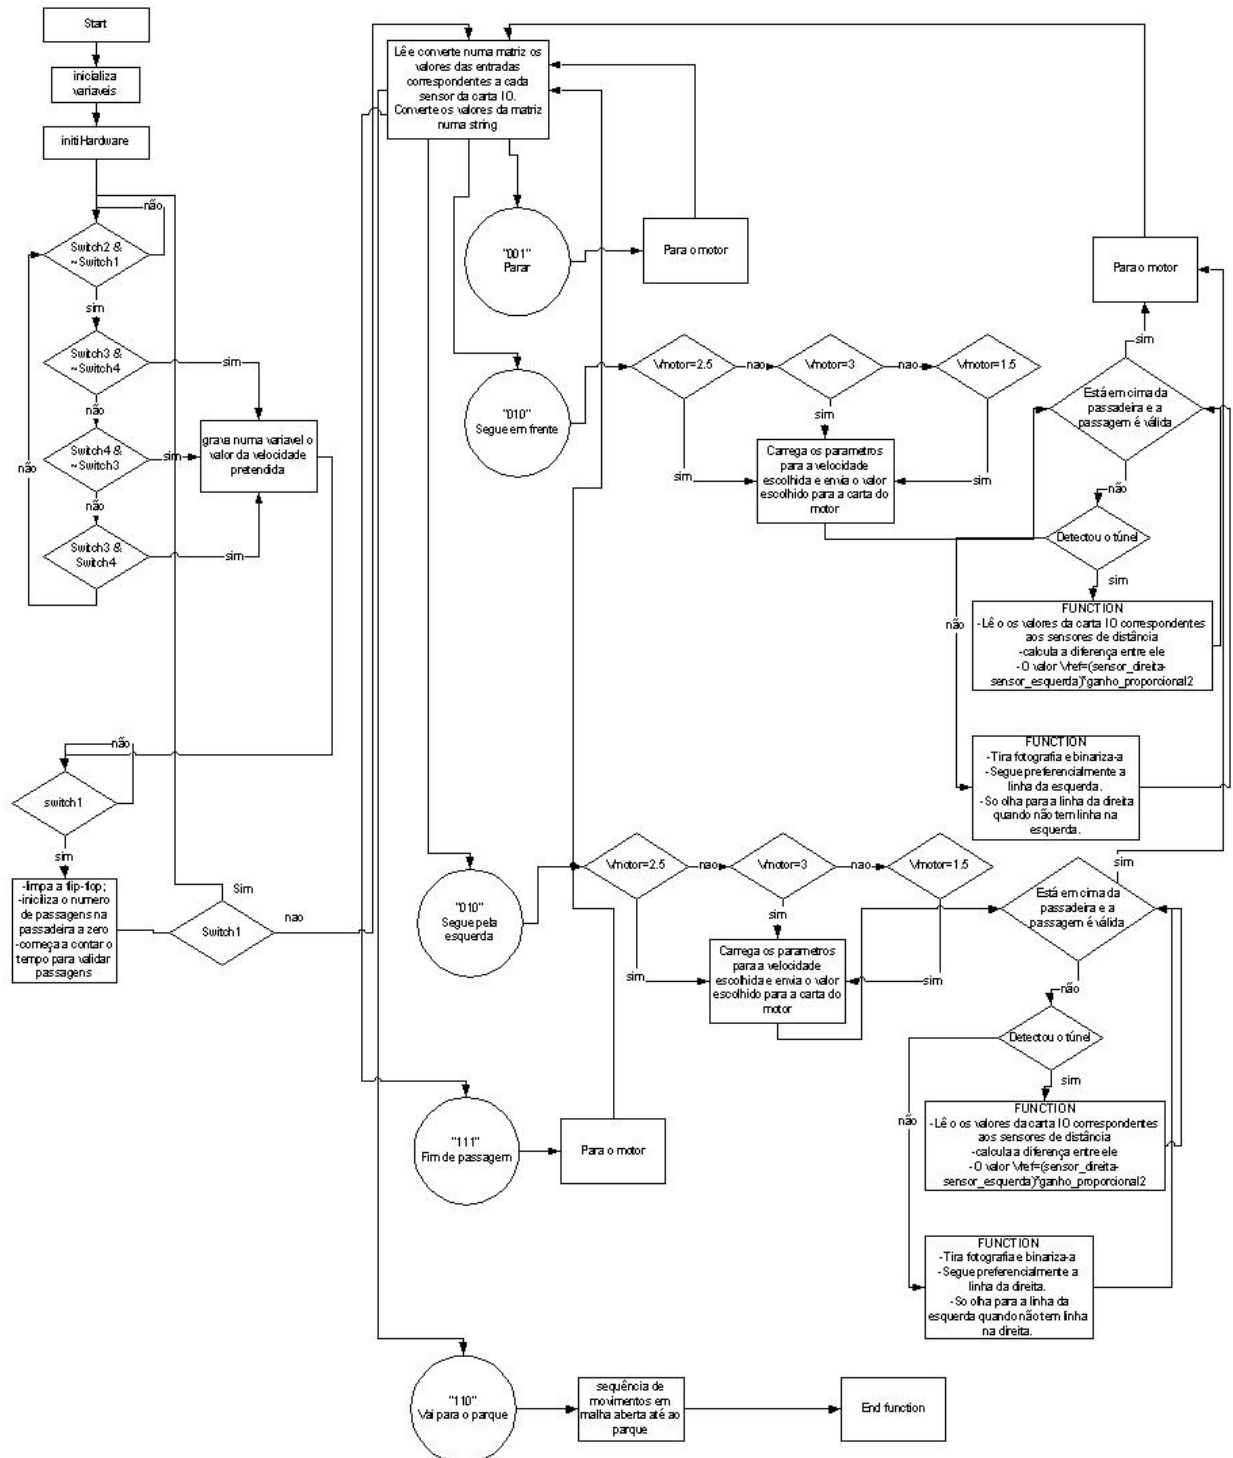 Start
inicializa
variaveis
initiHardware
não
Switch2 &
~Switch1
sim
Switch3 &
~Switch4
sim
não
Switch4 &
~Switch3
sim
não
Switch3 &
Switch4
sim
não
grava numa variavel o
valor da velocidade
pretendida
não
switch1
sim
-limpa a flip-flop;
-iniciliza o numero
de passagens na
passadeira a zero
-começa a contar o
tempo para validar
passagens
Sim
Switch1
nao
Lê e converte numa matriz os
valores das entradas
correspondentes a cada
sensor da carta IO.
Converte os valores da matriz
numa string
"001"
Parar
Para o motor
"010"
Segue em frente
Vmotor=2.5
nao
Vmotor=3
nao
Vmotor=1.5
sim
sim
sim
Carrega os parametros
para a velocidade
escolhida e envia o valor
escolhido para a carta do
motor
Para o motor
sim
Está em cima da
passadeira e a
passagem é válida
não
Detectou o túnel
sim
não
FUNCTION
-Lê o os valores da carta IO correspondentes
aos sensores de distância
-calcula a diferença entre ele
- O valor Vref=(sensor_direita-
sensor_esquerda)*ganho_proporcional2
FUNCTION
-Tira fotografia e binariza-a
- Segue preferencialmente a
linha da esquerda.
- So olha para a linha da direita
quando não tem linha na
esquerda.
"010"
Segue pela
esquerda
Vmotor=2.5
nao
Vmotor=3
nao
Vmotor=1.5
sim
sim
sim
Carrega os parametros
para a velocidade
escolhida e envia o valor
escolhido para a carta do
motor
sim
Está em cima da
passadeira e a
passagem é válida
não
Detectou o túnel
sim
não
FUNCTION
- Lê o os valores da carta IO correspondentes
aos sensores de distância
- calcula a diferença entre ele
- O valor Vref=(sensor_direita-
sensor_esquerda)*ganho_proporcional2
FUNCTION
- Tira fotografia e binariza-a
- Segue preferencialmente a
linha da direita.
- So olha para a linha da
esquerda quando não tem linha
na direita.
"111"
Fim de passagem
Para o motor
"110"
Vai para o parque
sequência de
movimentos em
malha aberta até ao
parque
End function